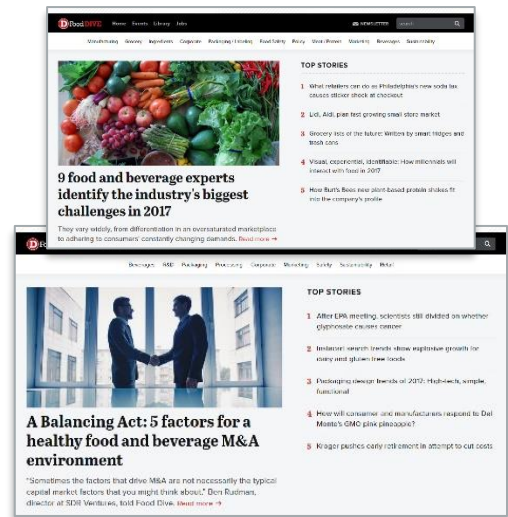 Food DIVE Home Events Library Jobs NEWSLETTER search
Manufacturing Grocery Ingredients Corporate Packaging / Labeling Food Safety Policy Meat / Protein Marketing Beverages Sustainability
9 food and beverage experts
identify the industry's biggest
challenges in 2017
They vary widely, from differentiation in an oversaturated marketplace
to adhering to consumers' constantly changing demands. Read more →
TOP STORIES
1 What retailers can do as Philadelphia's new soda tax
causes sticker shock at checkout
2 Lidl, Aldi, plan fast growing small store market
3 Grocery lists of the future: Written by smart fridges and
trash cans
4 Visual, experiential, identifiable: How millennials will
interact with food in 2017
5 How Burt's Bees new plant-based protein shakes fit
into the company's profile
Beverages R&D Packaging Processing Corporate Marketing Safety Sustainability Retail
A Balancing Act: 5 factors for a
healthy food and beverage M&A
environment
"Sometimes the factors that drive M&A are not necessarily the typical
capital market factors that you might think about," Ben Rudman,
director at SDR Ventures, told Food Dive. Read more →
TOP STORIES
1 After EPA meeting, scientists still divided on whether
glyphosate causes cancer
2 Instacart search trends show explosive growth for
dairy and gluten free foods
3 Packaging design trends of 2017: High-tech, simple,
functional
4 How will consumer and manufacturers respond to Del
Monte's GMO pink pineapple?
5 Kroger pushes early retirement in attempt to cut costs